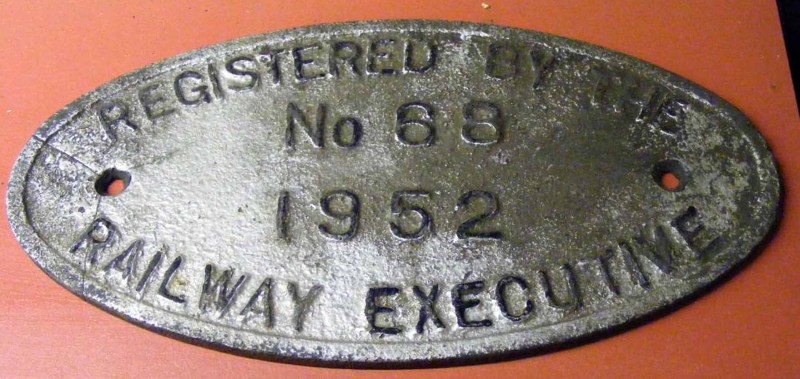 REGISTERED BY THE
No 68
1952
RAILWAY EXECUTIVE